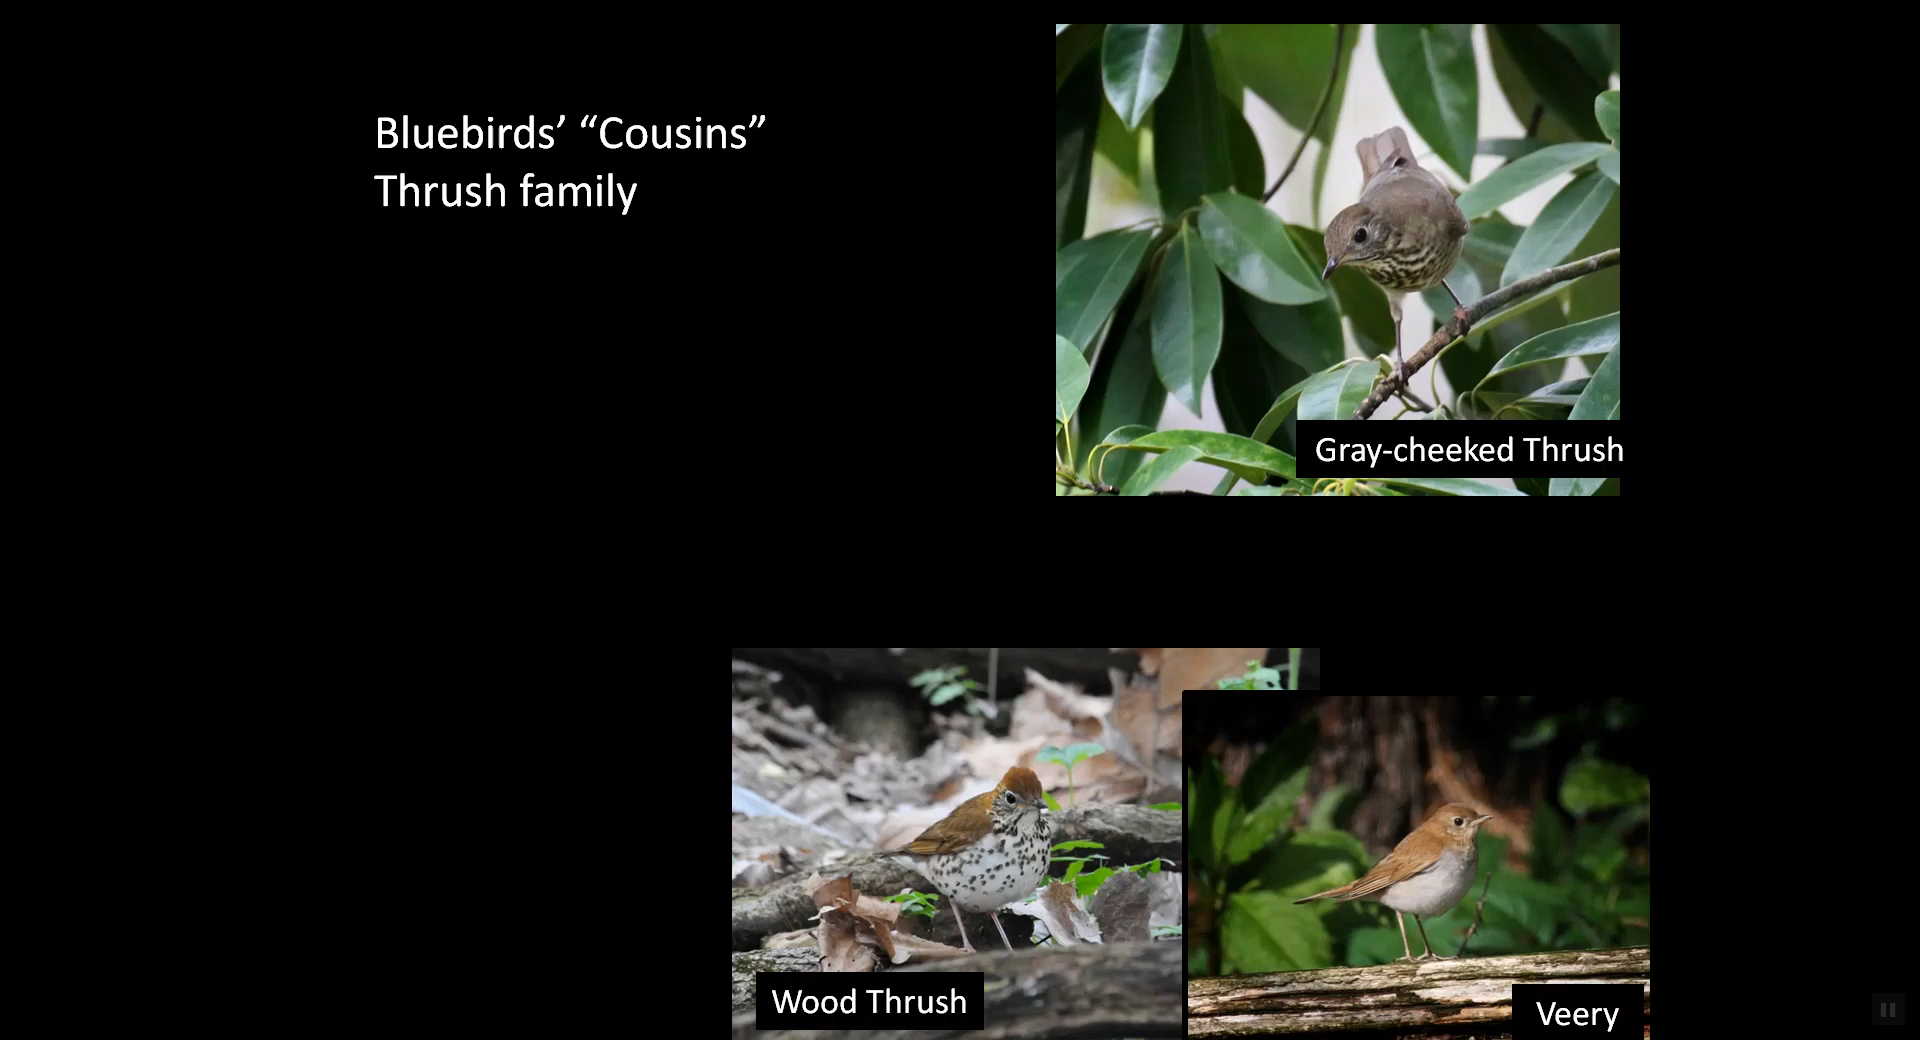 Bluebirds’ “Cousins”
Thrush family
Gray-cheeked Thrush
Wood Thrush
Veery